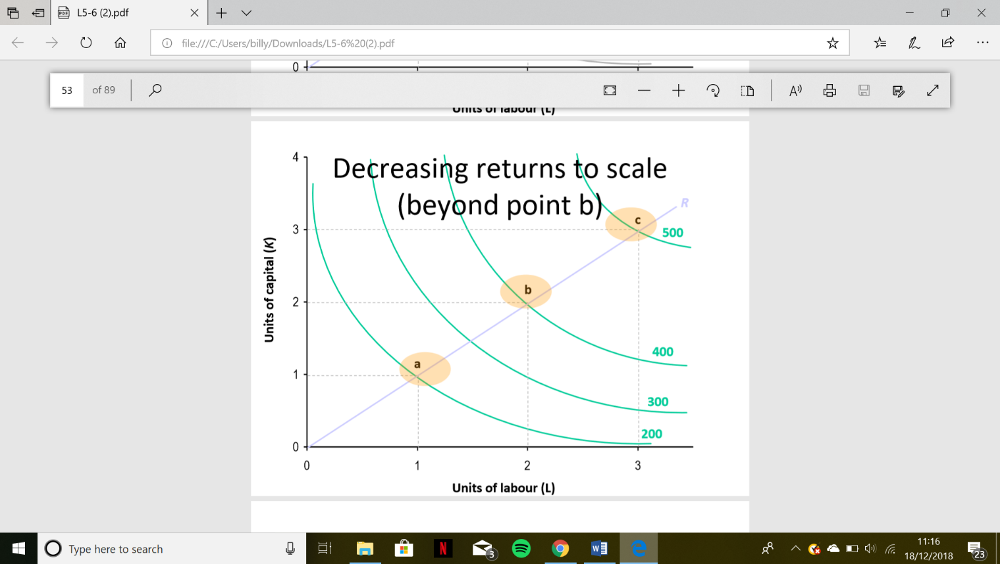 L5-6 (2).pdf
file:///C:/Users/billy/Downloads/L5-6%20(2).pdf
0
53 of 89
Units of labour (L)
Decreasing returns to scale
(beyond point b)
4
R
c
3
500
b
2
Units of capital (K)
400
a
1
300
200
0
0 1 2 3
Units of labour (L)
Type here to search
N
W
3
11:16
18/12/2018
23